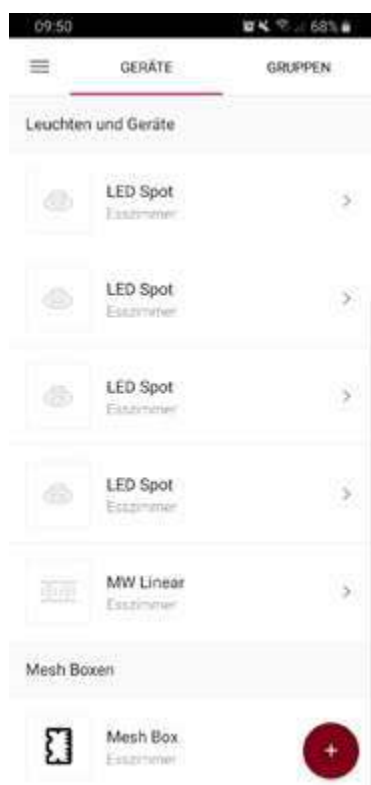 09:50 68%
GERÄTE GRUPPEN
Leuchten und Geräte
LED Spot
Esszimmer
LED Spot
Esszimmer
LED Spot
Esszimmer
LED Spot
Esszimmer
MW Linear
Esszimmer
Mesh Boxen
Mesh Box
Esszimmer
+